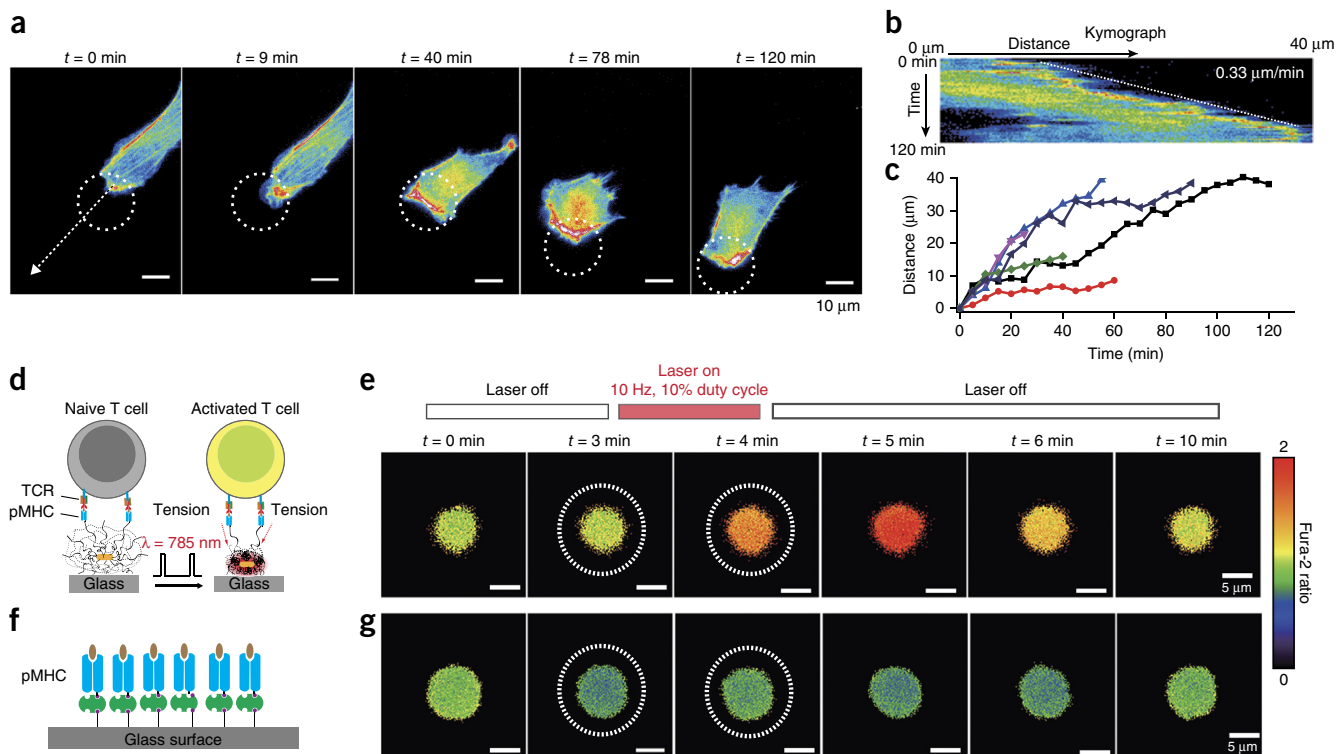 a
t = 0 min t = 9 min t = 40 min t = 78 min t = 120 min
10 μm
b
Kymograph
0 μm Distance 40 μm
0 min
0.33 μm/min
Time
120 min
c
Distance (μm)
40
30
20
10
0
0 20 40 60 80 100 120
Time (min)
d
Naive T cell Activated T cell
TCR
pMHC
Tension Tension
λ = 785 nm
Glass Glass
e
Laser off
Laser on
10 Hz, 10% duty cycle
Laser off
t = 0 min t = 3 min t = 4 min t = 5 min t = 6 min t = 10 min
5 μm
2
Fura-2 ratio
0
f
pMHC
Glass surface
g
5 μm